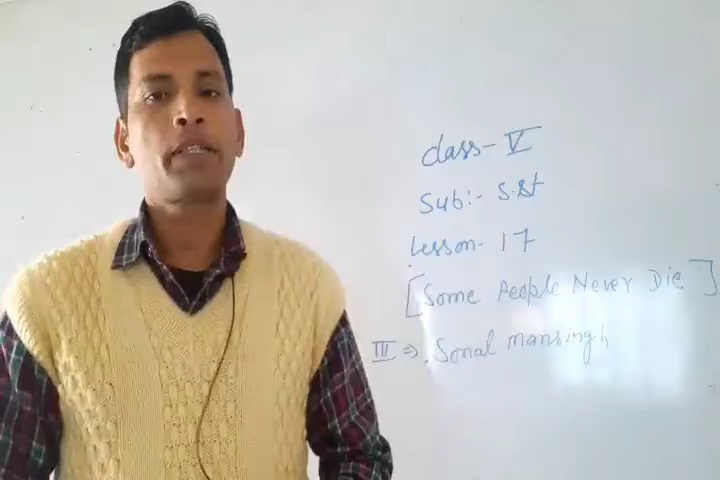 Class - V
Sub:- S.St
Lesson - 17
[Some People Never Die]
III ⇒ . Sonal mansingh